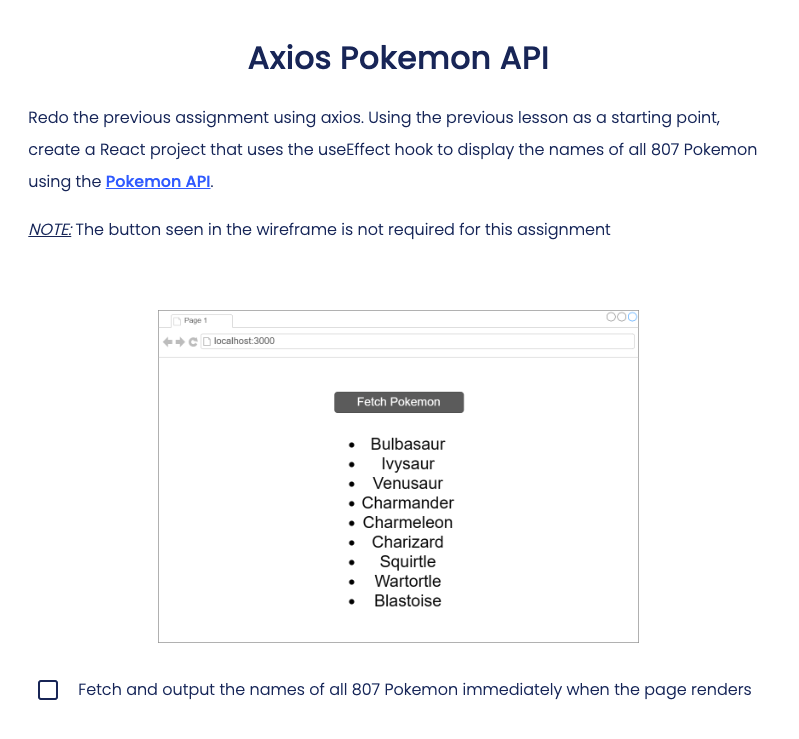 Axios Pokemon API
Redo the previous assignment using axios. Using the previous lesson as a starting point,
create a React project that uses the useEffect hook to display the names of all 807 Pokemon
using the Pokemon API.
NOTE: The button seen in the wireframe is not required for this assignment
Page 1
localhost:3000
Fetch Pokemon
Bulbasaur
Ivysaur
Venusaur
Charmander
Charmeleon
Charizard
Squirtle
Wartortle
Blastoise
Fetch and output the names of all 807 Pokemon immediately when the page renders